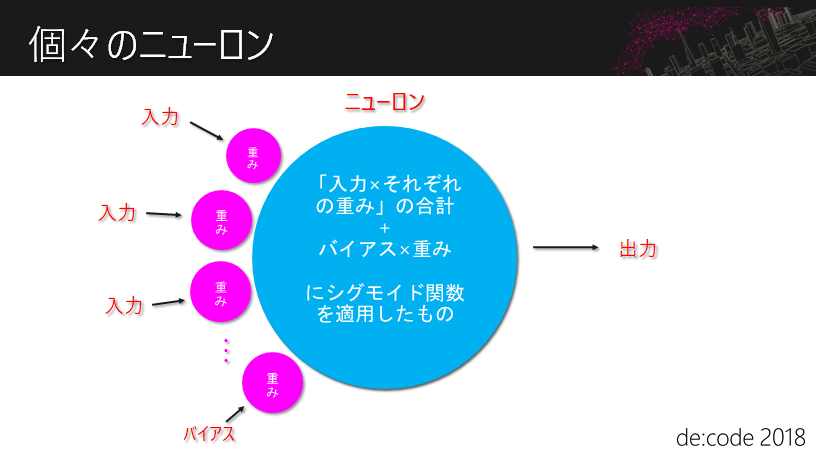 個々のニューロン
ニューロン
入力
重
み
入力
重
み
入力
重
み
⋮
重
み
バイアス
「入力×それぞれ
の重み」の合計
+
バイアス×重み
にシグモイド関数
を適用したもの
出力
de:code 2018